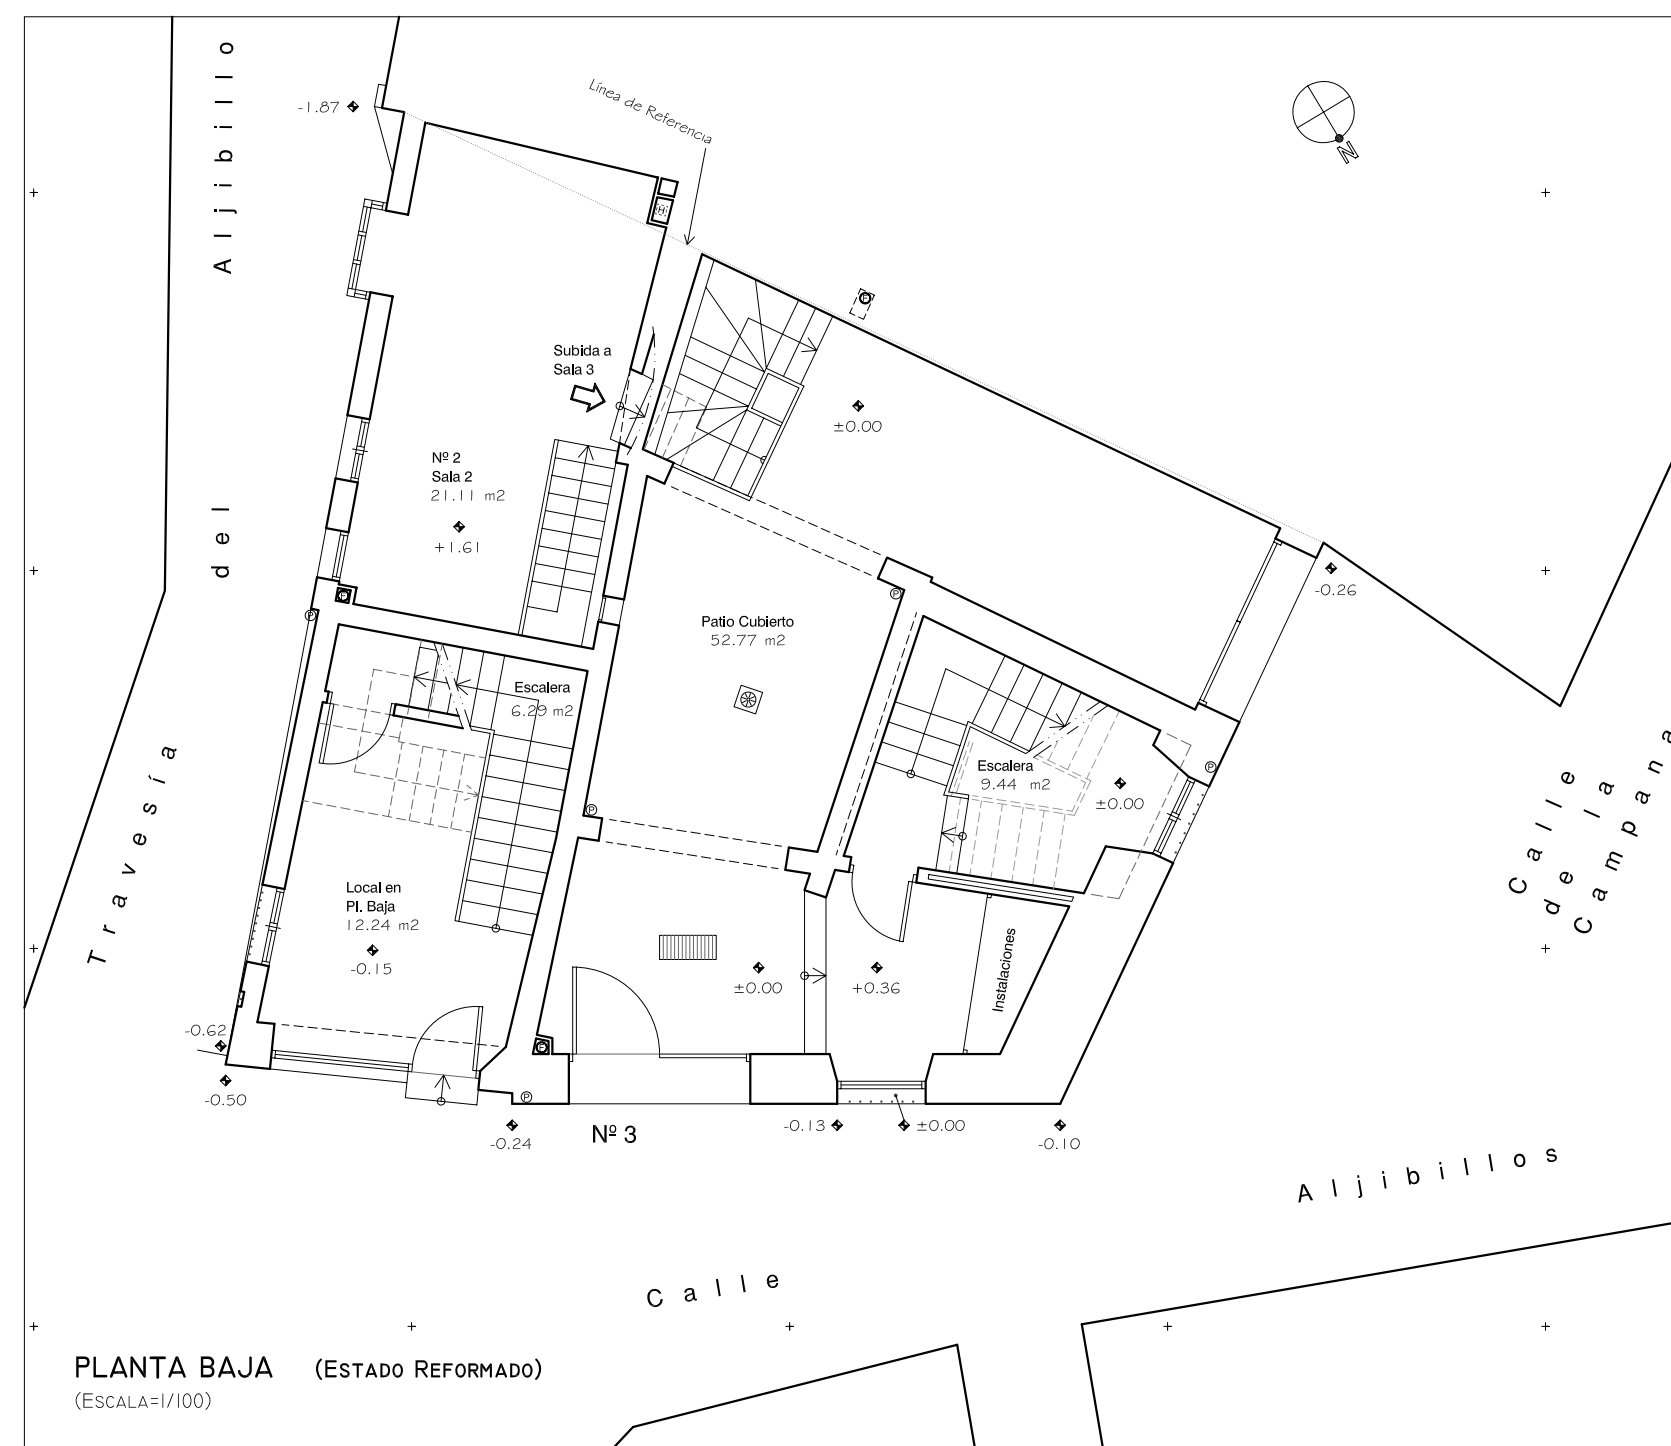 Travesía del Aljibillo
-1.87
Línea de Referencia
N
Subida a
Sala 3
±0.00
Nº 2
Sala 2
21.11 m2
+1.61
-0.26
Patio Cubierto
52.77 m2
Escalera
6.29 m2
Escalera
9.44 m2
±0.00
Calle
de la
Campana
Local en
Pl. Baja
12.24 m2
-0.15
±0.00
+0.36
Instalaciones
-0.62
-0.50
-0.24
Nº 3
-0.13
±0.00
-0.10
Calle Aljibillos
P
P
P
P
P
F
F
F
H
PLANTA BAJA (ESTADO REFORMADO)
(ESCALA=1/100)